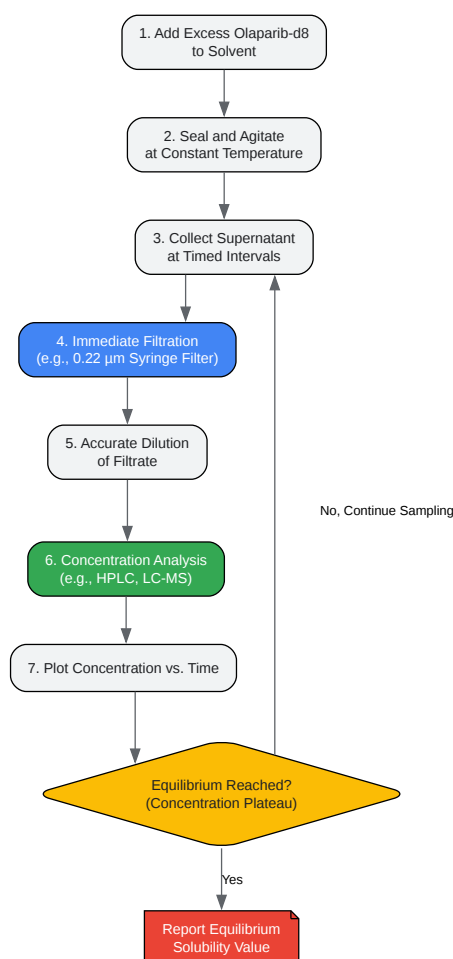 1. Add Excess Olaparib-d8
to Solvent
2. Seal and Agitate
at Constant Temperature
3. Collect Supernatant
at Timed Intervals
4. Immediate Filtration
(e.g., 0.22 µm Syringe Filter)
5. Accurate Dilution
of Filtrate
No, Continue Sampling
6. Concentration Analysis
(e.g., HPLC, LC-MS)
7. Plot Concentration vs. Time
Equilibrium Reached?
(Concentration Plateau)
Yes
Report Equilibrium
Solubility Value